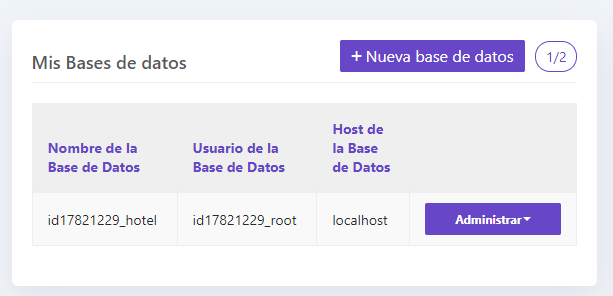 Mis Bases de datos
+ Nueva base de datos
1/2
Nombre de la
Base de Datos
Usuario de la
Base de Datos
Host de
la Base
de Datos
id17821229_hotel
id17821229_root
localhost
Administrar